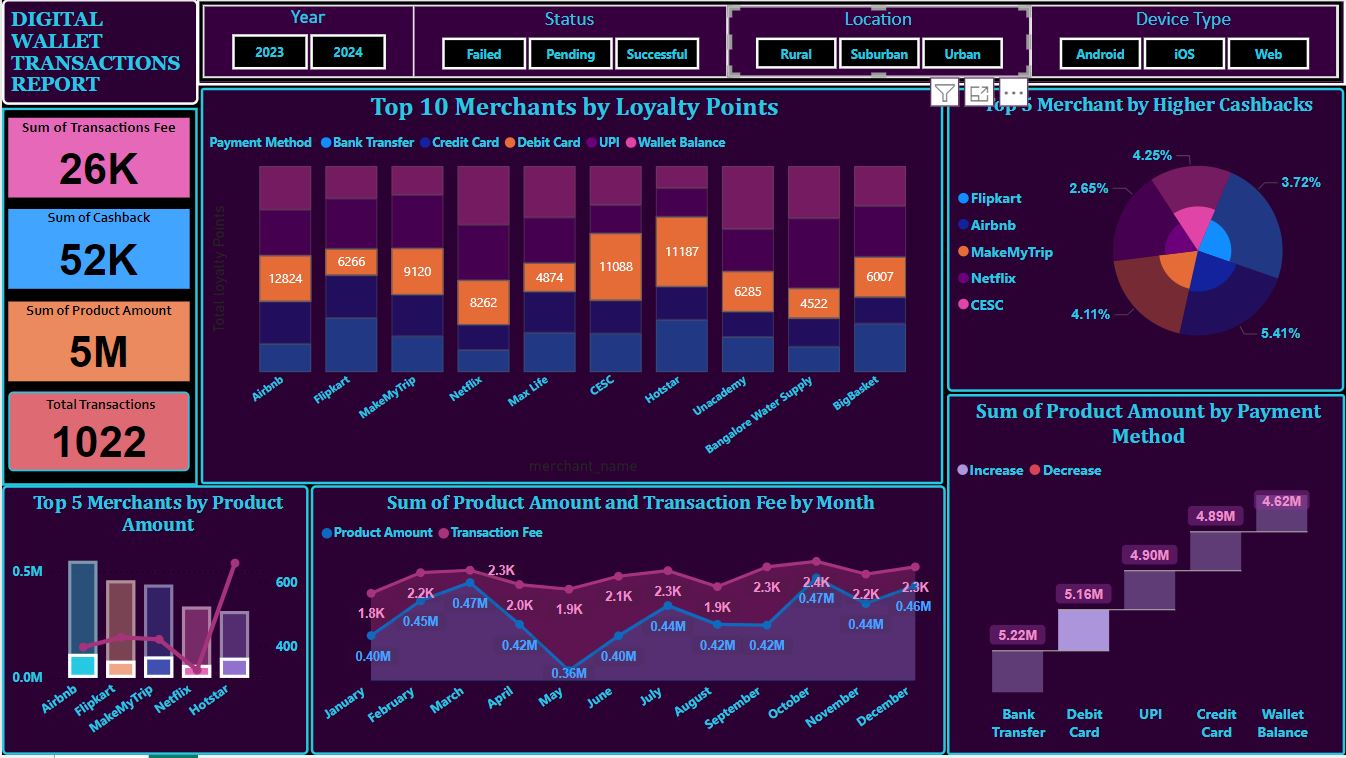 DIGITAL
WALLET
TRANSACTIONS
REPORT
Year
2023 2024
Status
Failed Pending Successful
Location
Rural Suburban Urban
Device Type
Android iOS Web
Sum of Transactions Fee
26K
Sum of Cashback
52K
Sum of Product Amount
5M
Total Transactions
1022
Top 10 Merchants by Loyalty Points
Payment Method Bank Transfer Credit Card Debit Card UPI Wallet Balance
Total loyalty Points
12824
6266
9120
8262
4874
11088
11187
6285
4522
6007
Airbnb
Flipkart
MakeMyTrip
Netflix
Max Life
CESC
Hotstar
Unacademy
Bangalore Water Supply
BigBasket
merchant_name
5 Merchant by Higher Cashbacks
Flipkart
Airbnb
MakeMyTrip
Netflix
CESC
4.25%
3.72%
2.65%
4.11%
5.41%
Top 5 Merchants by Product
Amount
0.5M
0.0M
600
400
Airbnb
Flipkart
MakeMyTrip
Netflix
Hotstar
Sum of Product Amount and Transaction Fee by Month
Product Amount Transaction Fee
1.8K
2.2K
2.3K
2.0K
1.9K
2.1K
2.3K
1.9K
2.3K
2.4K
2.2K
2.3K
0.40M
0.45M
0.47M
0.42M
0.36M
0.40M
0.44M
0.42M
0.42M
0.47M
0.44M
0.46M
January
February
March
April
May
June
July
August
September
October
November
December
Sum of Product Amount by Payment
Method
Increase Decrease
5.22M
5.16M
4.90M
4.89M
4.62M
Bank
Transfer
Debit
Card
UPI
Credit
Card
Wallet
Balance